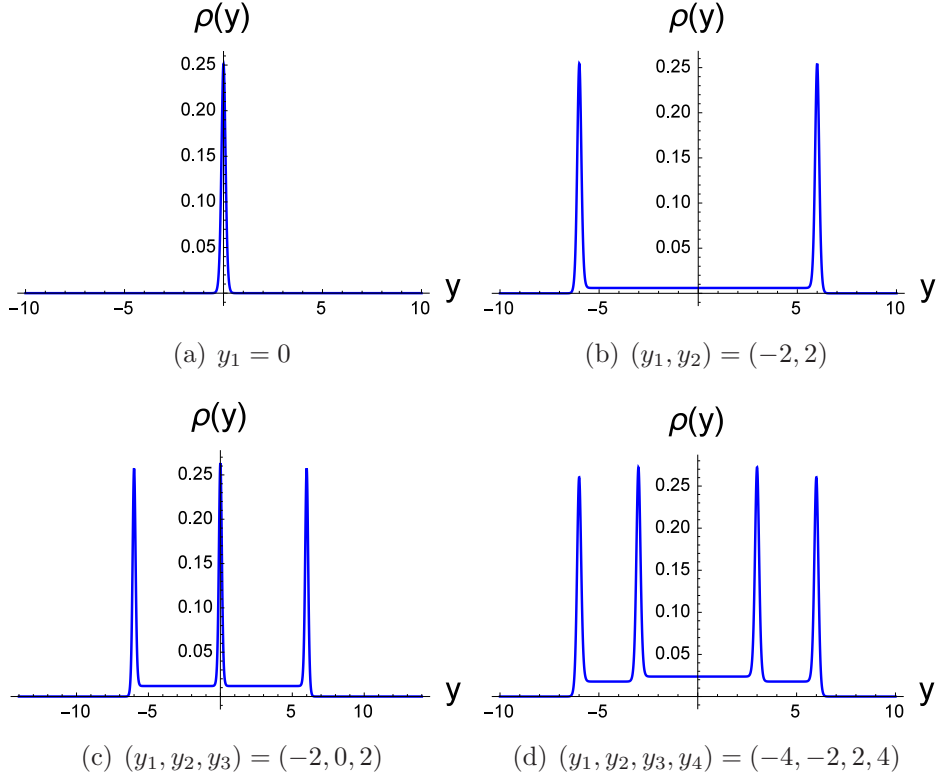 ρ(y)
0.25
0.20
0.15
0.10
0.05
-10 -5 5 10 y
(a) y₁ = 0
ρ(y)
0.25
0.20
0.15
0.10
0.05
-10 -5 5 10 y
(b) (y₁, y₂) = (−2, 2)
ρ(y)
0.25
0.20
0.15
0.10
0.05
-10 -5 5 10 y
(c) (y₁, y₂, y₃) = (−2, 0, 2)
ρ(y)
0.25
0.20
0.15
0.10
0.05
-10 -5 5 10 y
(d) (y₁, y₂, y₃, y₄) = (−4, −2, 2, 4)